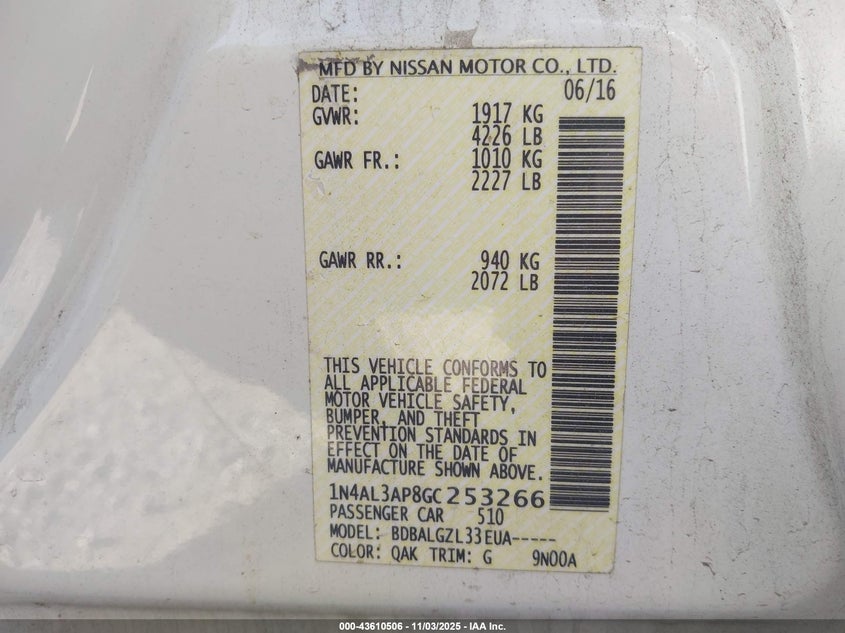 MFD BY NISSAN MOTOR CO., LTD.
DATE: 06/16
GVWR: 1917 KG
4226 LB
GAWR FR.: 1010 KG
2227 LB
GAWR RR.: 940 KG
2072 LB
THIS VEHICLE CONFORMS TO
ALL APPLICABLE FEDERAL
MOTOR VEHICLE SAFETY,
BUMPER, AND THEFT
PREVENTION STANDARDS IN
EFFECT ON THE DATE OF
MANUFACTURE SHOWN ABOVE.
1N4AL3AP8GC253266
PASSENGER CAR 510
MODEL: BDBALGZL33EUA-----
COLOR: QAK TRIM: G 9N00A
000-43610506 - 11/03/2025 - IAA Inc.